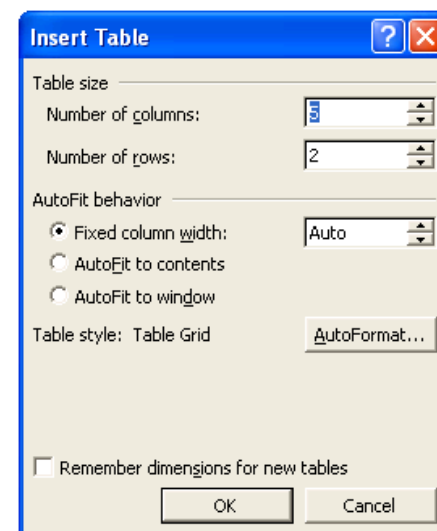 Insert Table ?
Table size
Number of columns: 5
Number of rows: 2
AutoFit behavior
Fixed column width: Auto
AutoFit to contents
AutoFit to window
Table style: Table Grid AutoFormat...
Remember dimensions for new tables
OK Cancel